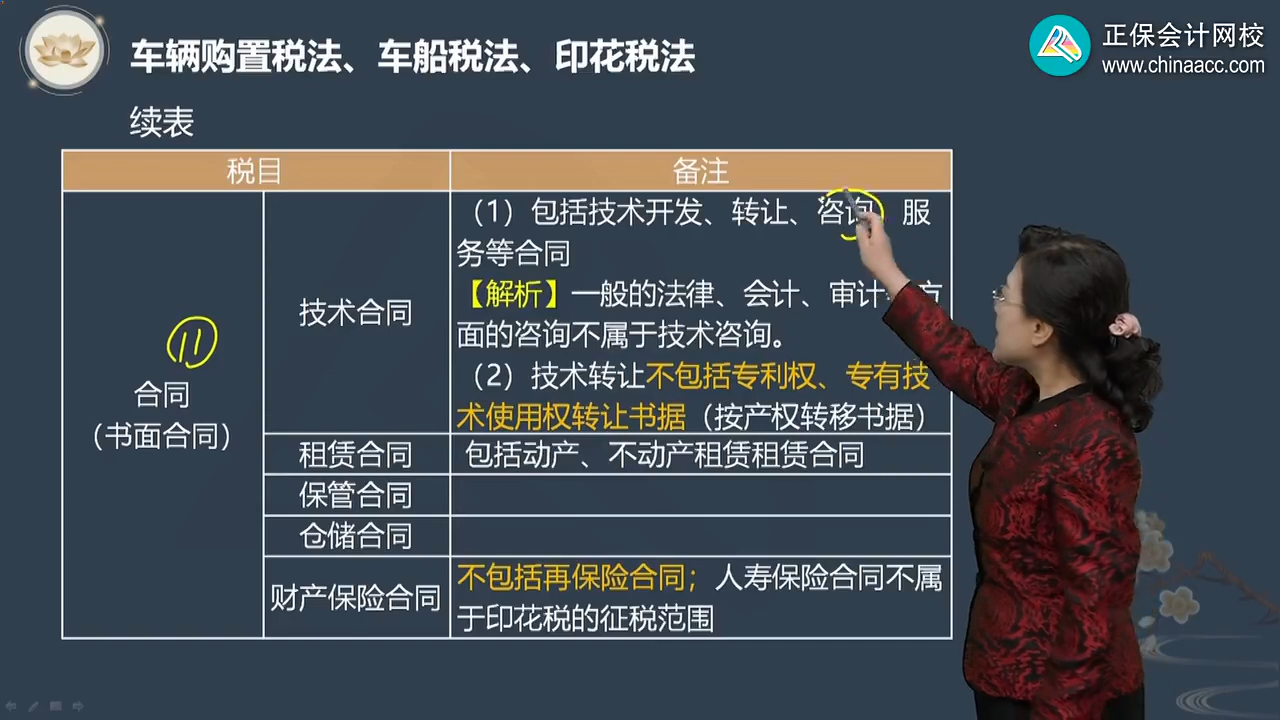 车辆购置税法、车船税法、印花税法
正保会计网校
www.chinaacc.com
续表
税目
备注
11
合同
（书面合同）
技术合同
（1）包括技术开发、转让、咨询、服
务等合同
【解析】一般的法律、会计、审计
面的咨询不属于技术咨询。
（2）技术转让不包括专利权、专有技
术使用权转让书据（按产权转移书据）
租赁合同
包括动产、不动产租赁租赁合同
保管合同
仓储合同
财产保险合同
不包括再保险合同；人寿保险合同不属
于印花税的征税范围